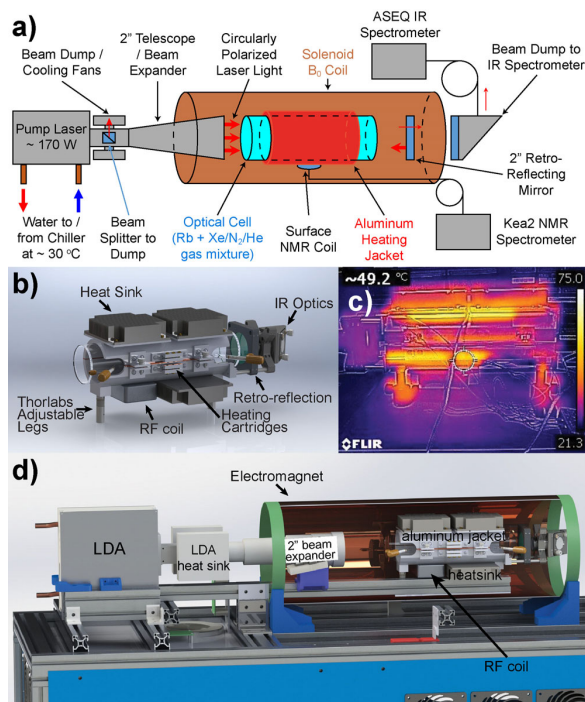 a)
Beam Dump /
Cooling Fans
2” Telescope
/ Beam
Expander
Circularly
Polarized
Laser Light
Solenoid
B₀ Coil
ASEQ IR
Spectrometer
Beam Dump to
IR Spectrometer
Pump Laser
~ 170 W
Water to /
from Chiller
at ~ 30 ºC
Beam
Splitter to
Dump
Optical Cell
(Rb + Xe/N₂/He
gas mixture)
Surface
NMR Coil
Aluminum
Heating
Jacket
2” Retro-
Reflecting
Mirror
Kea2 NMR
Spectrometer
b)
Heat Sink
IR Optics
Thorlabs
Adjustable
Legs
RF coil
Heating
Cartridges
Retro-reflection
c)
~49.2 ºC
75.0
21.3
FLIR
d)
Electromagnet
LDA
LDA
heat sink
2” beam
expander
aluminum jacket
heatsink
RF coil